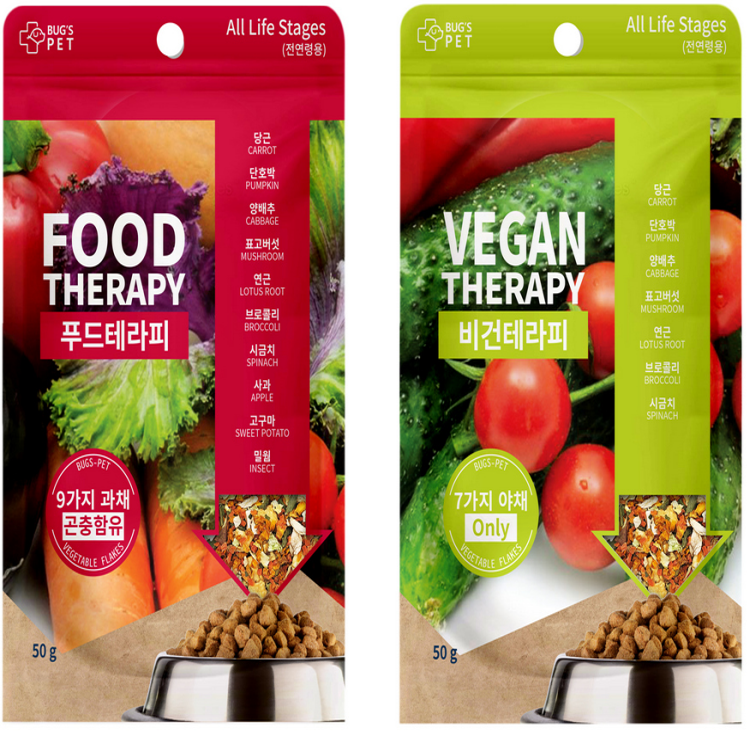 BUG'S
PET
All Life Stages
(전연령용)
당근
CARROT
단호박
PUMPKIN
양배추
CABBAGE
표고버섯
MUSHROOM
연근
LOTUS ROOT
브로콜리
BROCCOLI
시금치
SPINACH
사과
APPLE
고구마
SWEET POTATO
밀웜
INSECT
FOOD
THERAPY
푸드테라피
BUGS-PET
9가지 과채
곤충함유
VEGETABLE FLAKES
50 g
BUG'S
PET
All Life Stages
(전연령용)
당근
CARROT
단호박
PUMPKIN
양배추
CABBAGE
표고버섯
MUSHROOM
연근
LOTUS ROOT
브로콜리
BROCCOLI
시금치
SPINACH
VEGAN
THERAPY
비건테라피
BUGS-PET
7가지 야채
Only
VEGETABLE FLAKES
50 g